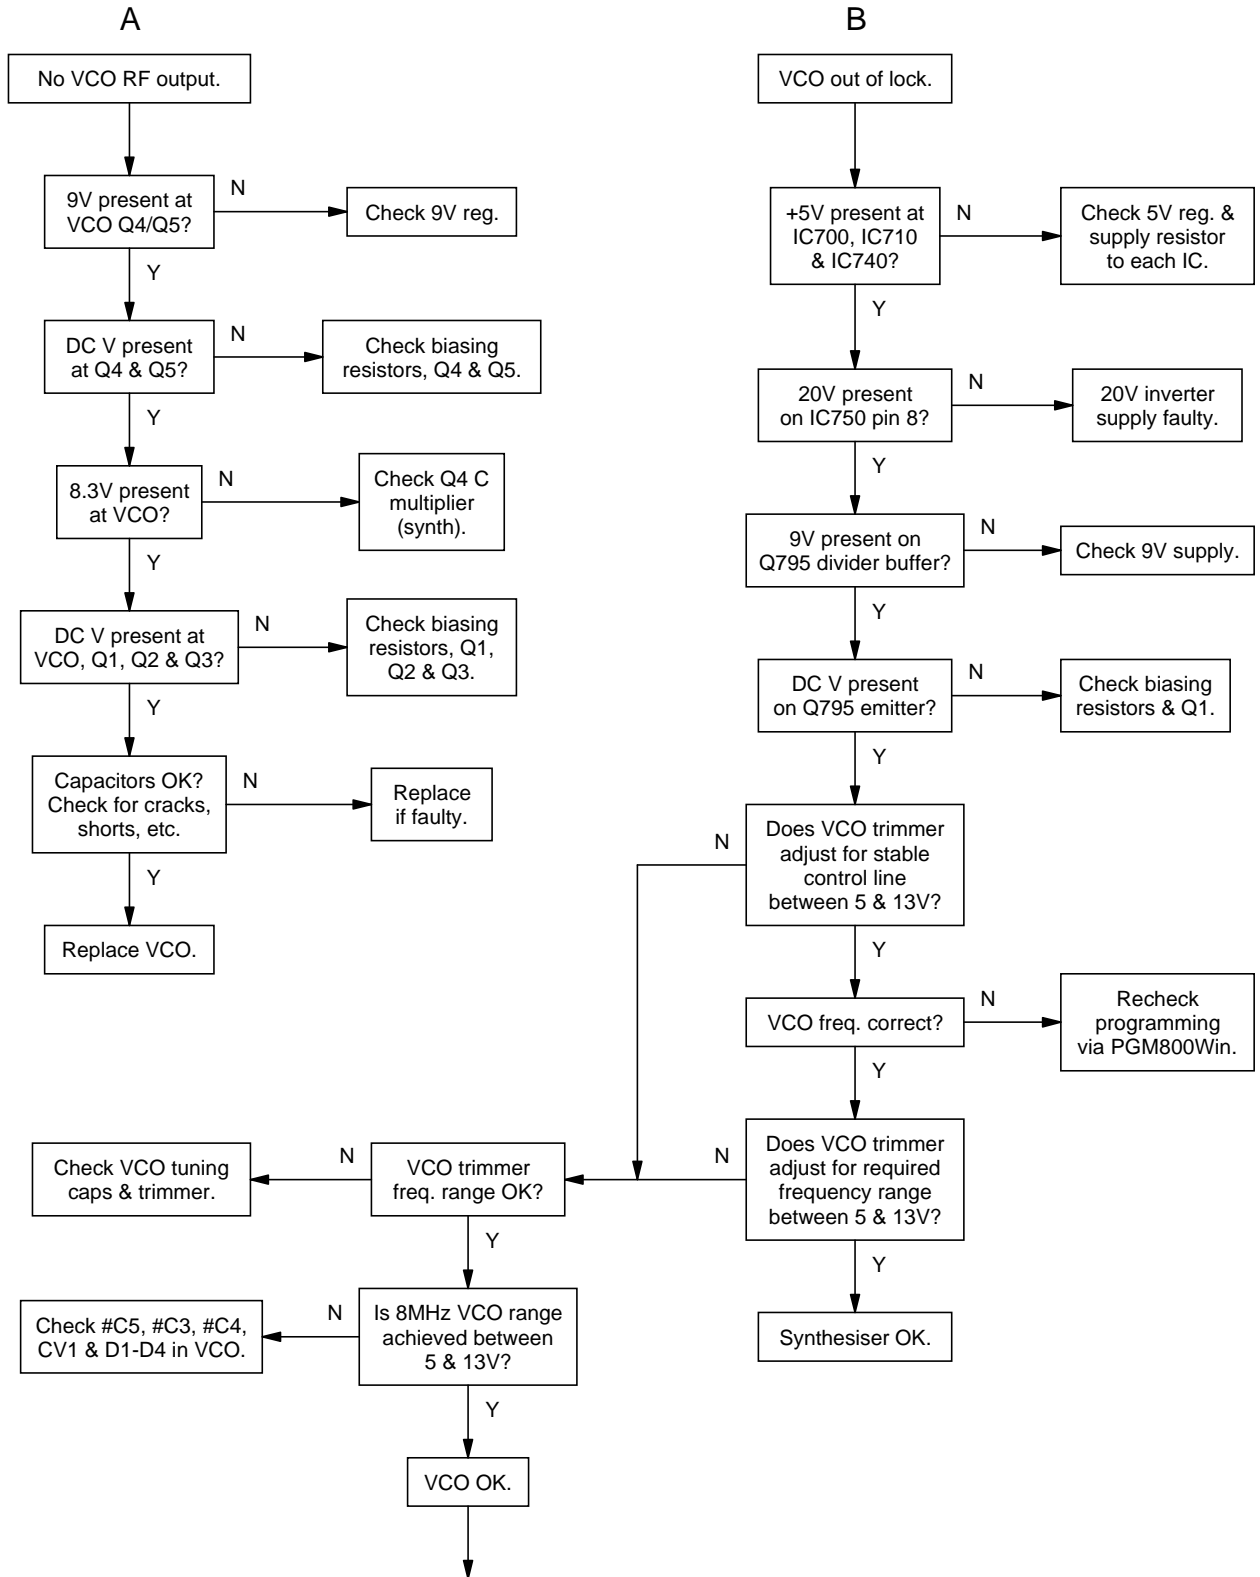 A
No VCO RF output.
9V present at
VCO Q4/Q5?
N
Check 9V reg.
Y
DC V present
at Q4 & Q5?
N
Check biasing
resistors, Q4 & Q5.
Y
8.3V present
at VCO?
N
Check Q4 C
multiplier
(synth).
Y
DC V present at
VCO, Q1, Q2 & Q3?
N
Check biasing
resistors, Q1,
Q2 & Q3.
Y
Capacitors OK?
Check for cracks,
shorts, etc.
N
Replace
if faulty.
Y
Replace VCO.
B
VCO out of lock.
+5V present at
IC700, IC710
& IC740?
N
Check 5V reg. &
supply resistor
to each IC.
Y
20V present
on IC750 pin 8?
N
20V inverter
supply faulty.
Y
9V present on
Q795 divider buffer?
N
Check 9V supply.
Y
DC V present
on Q795 emitter?
N
Check biasing
resistors & Q1.
Y
Does VCO trimmer
adjust for stable
control line
between 5 & 13V?
N
Y
VCO freq. correct?
N
Recheck
programming
via PGM800Win.
Y
Does VCO trimmer
adjust for required
frequency range
between 5 & 13V?
N
Y
Synthesiser OK.
VCO trimmer
freq. range OK?
N
Check VCO tuning
caps & trimmer.
Y
Is 8MHz VCO range
achieved between
5 & 13V?
N
Check #C5, #C3, #C4,
CV1 & D1-D4 in VCO.
Y
VCO OK.